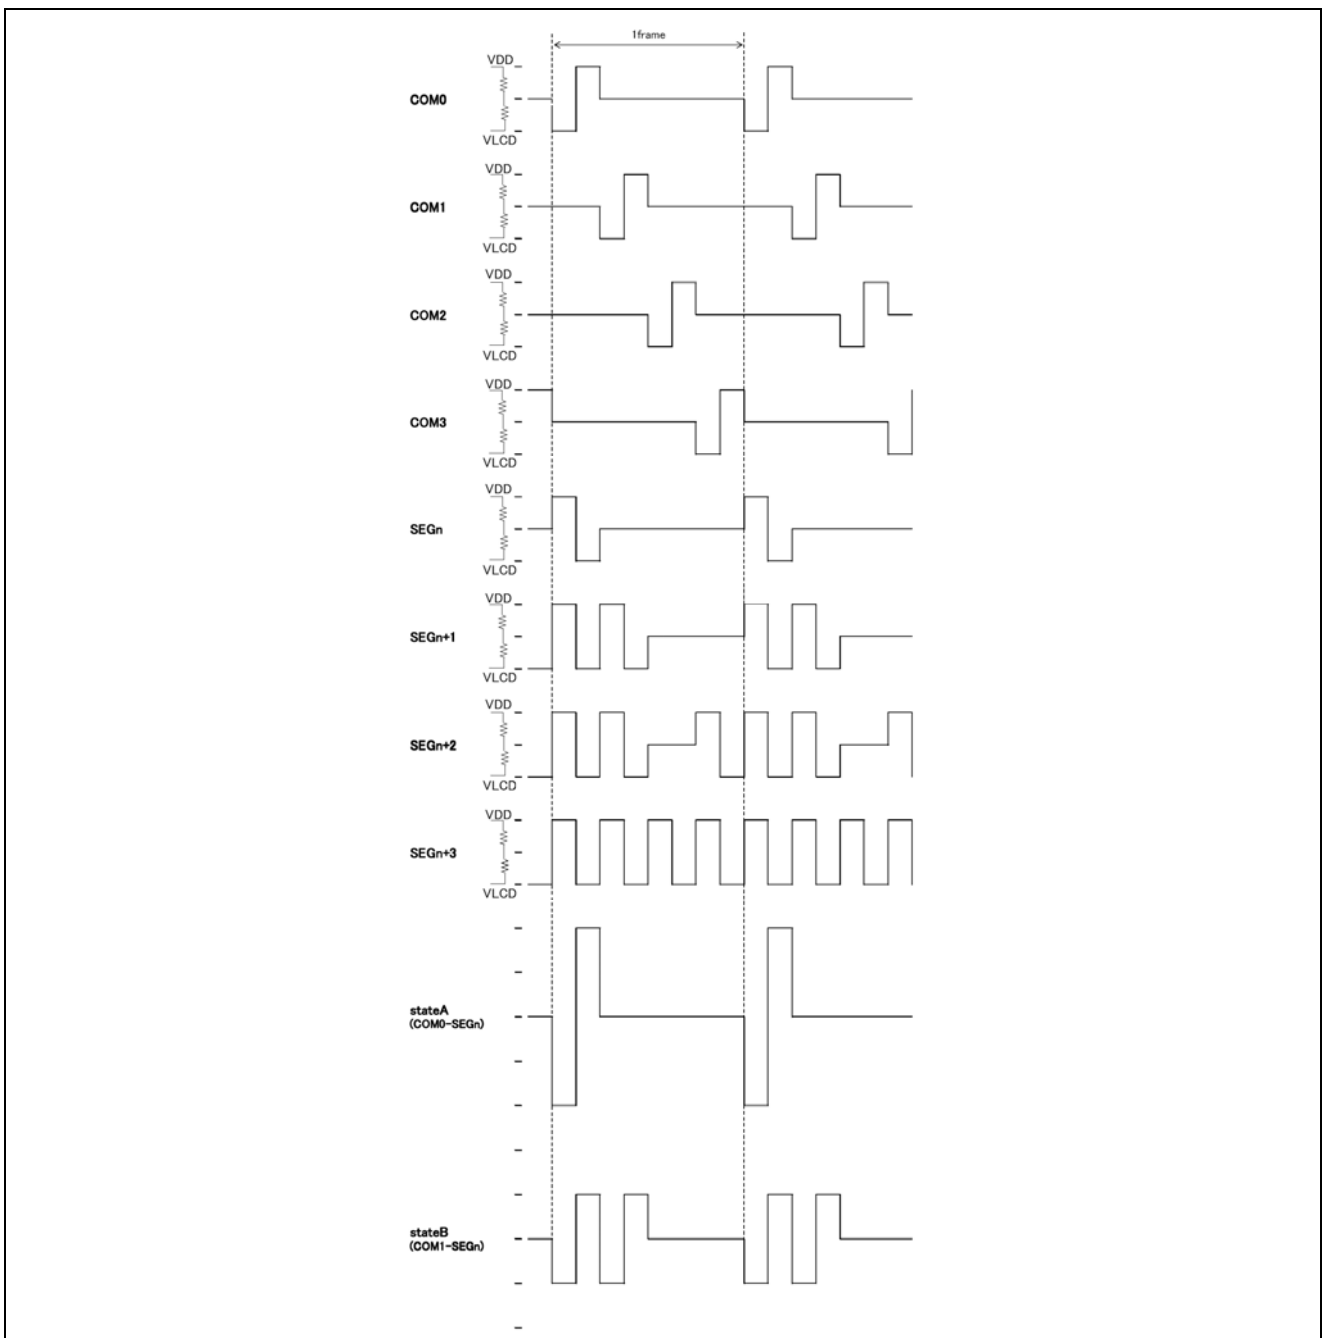 1frame
VDD
COM0
VLCD
VDD
COM1
VLCD
VDD
COM2
VLCD
VDD
COM3
VLCD
VDD
SEGn
VLCD
VDD
SEGn+1
VLCD
VDD
SEGn+2
VLCD
VDD
SEGn+3
VLCD
stateA
(COM0-SEGn)
stateB
(COM1-SEGn)